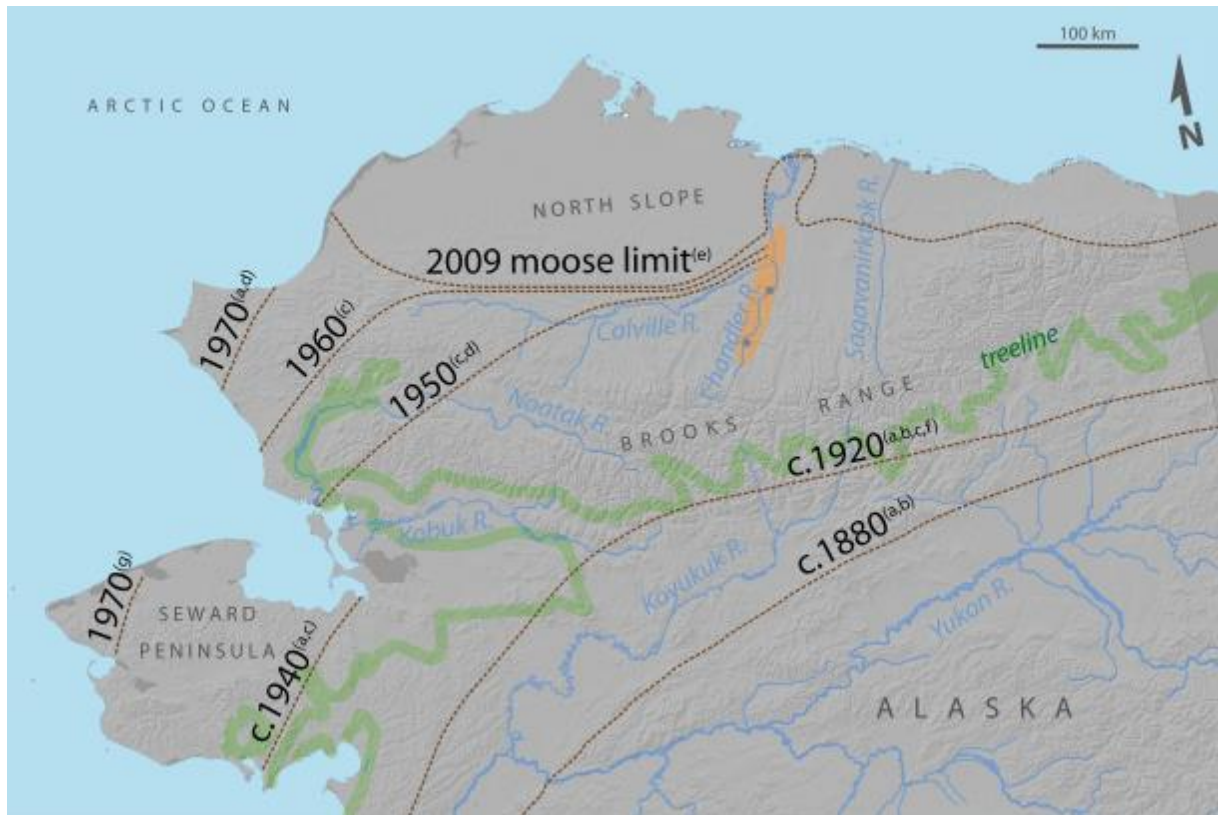 100 km
ARCTIC OCEAN
N
NORTH SLOPE
Sagavanirktok R.
2009 moose limit(e)
1970(a,d)
1960(c)
Colville R.
Chandler R.
1950(c,d)
treeline
Noatak R.
BROOKS RANGE
c.1920(a,b,c,f)
Kobuk R.
c.1880(a,b)
Koyukuk R.
1970(g)
SEWARD
PENINSULA
Yukon R.
c.1940(a,c)
ALASKA